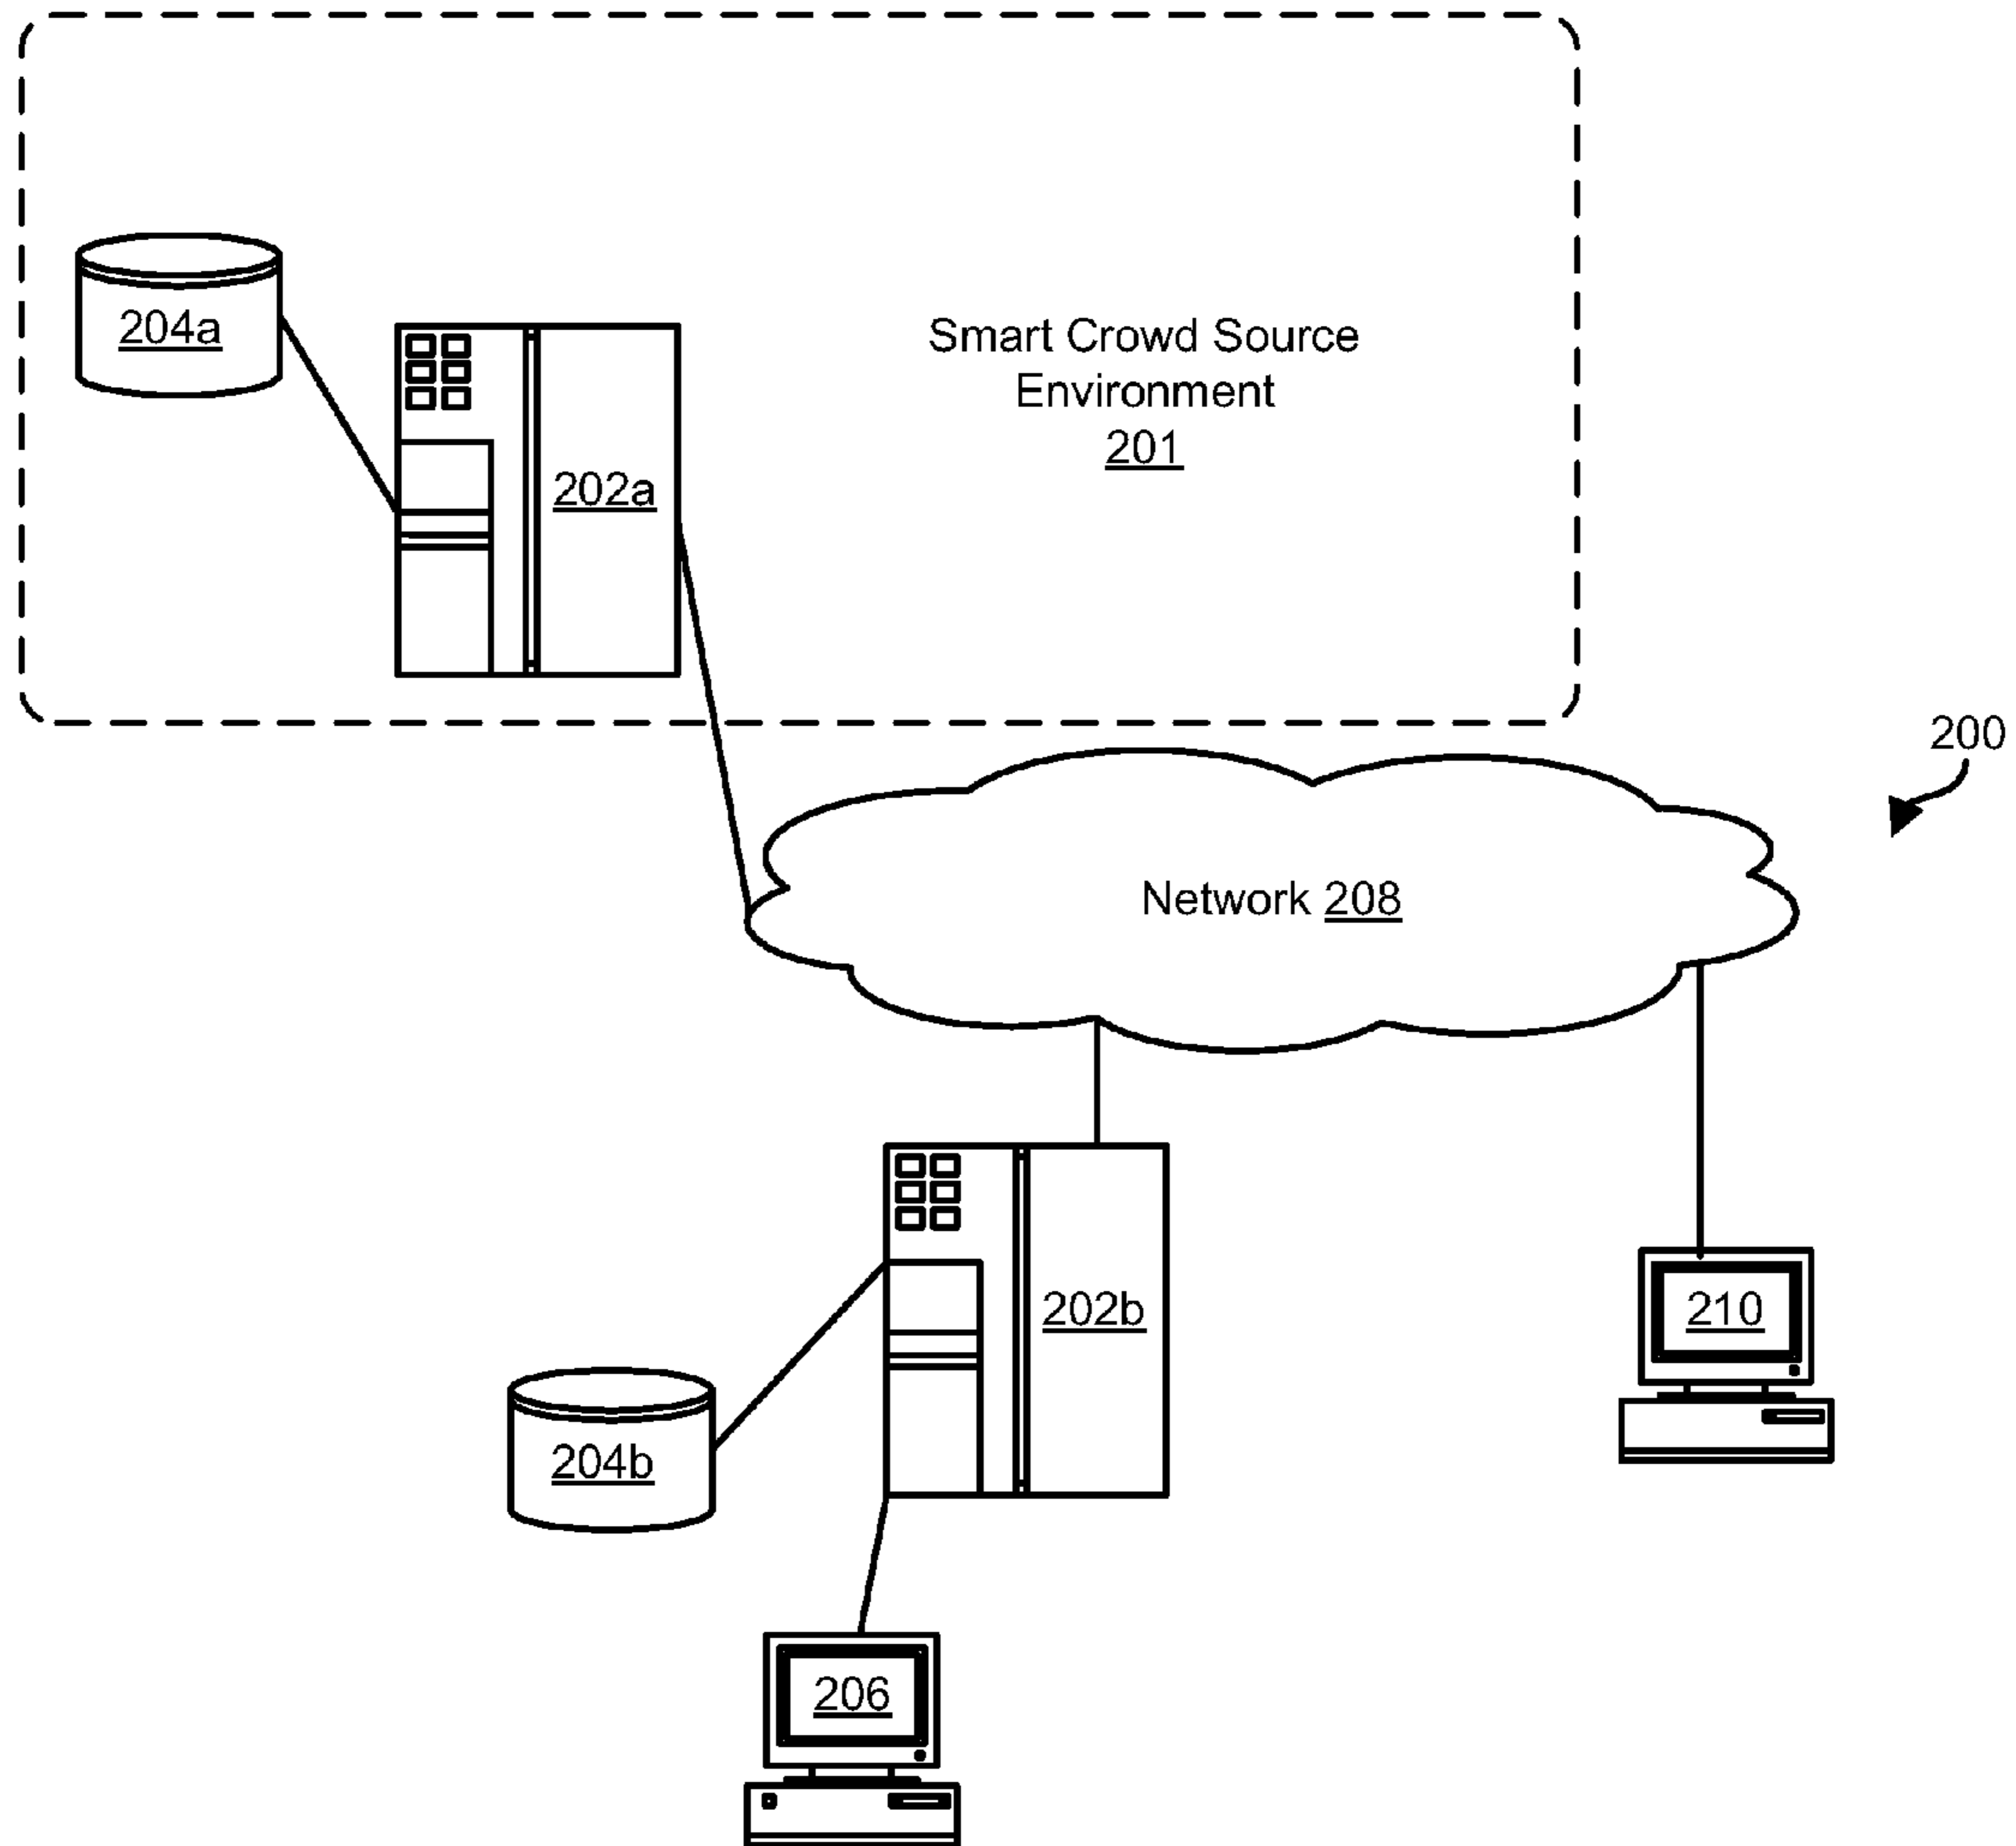 204a
202a
Smart Crowd Source
Environment
201
200
Network 208
202b
210
204b
206